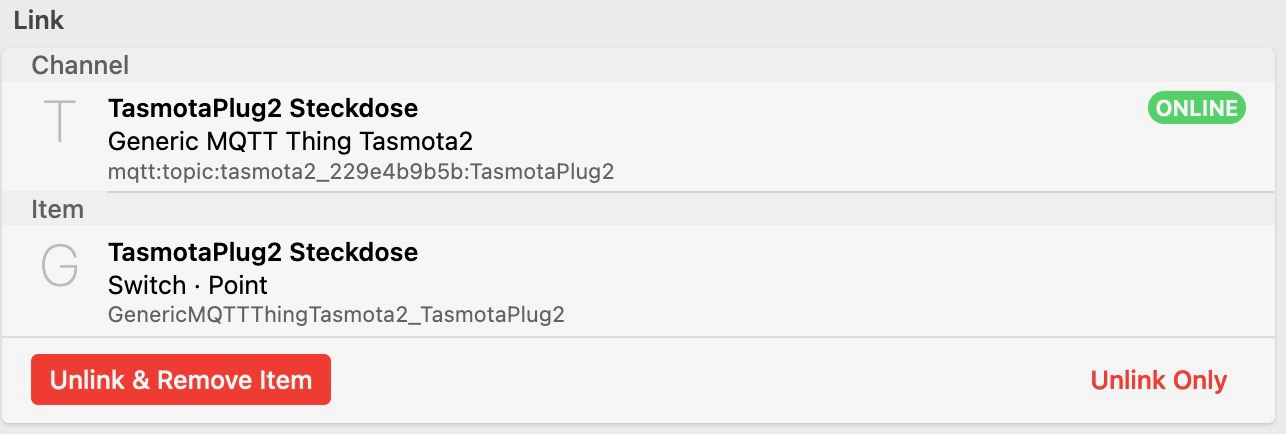 Link
Channel
T
TasmotaPlug2 Steckdose
ONLINE
Generic MQTT Thing Tasmota2
mqtt:topic:tasmota2_229e4b9b5b:TasmotaPlug2
Item
G
TasmotaPlug2 Steckdose
Switch · Point
GenericMQTTThingTasmota2_TasmotaPlug2
Unlink & Remove Item
Unlink Only